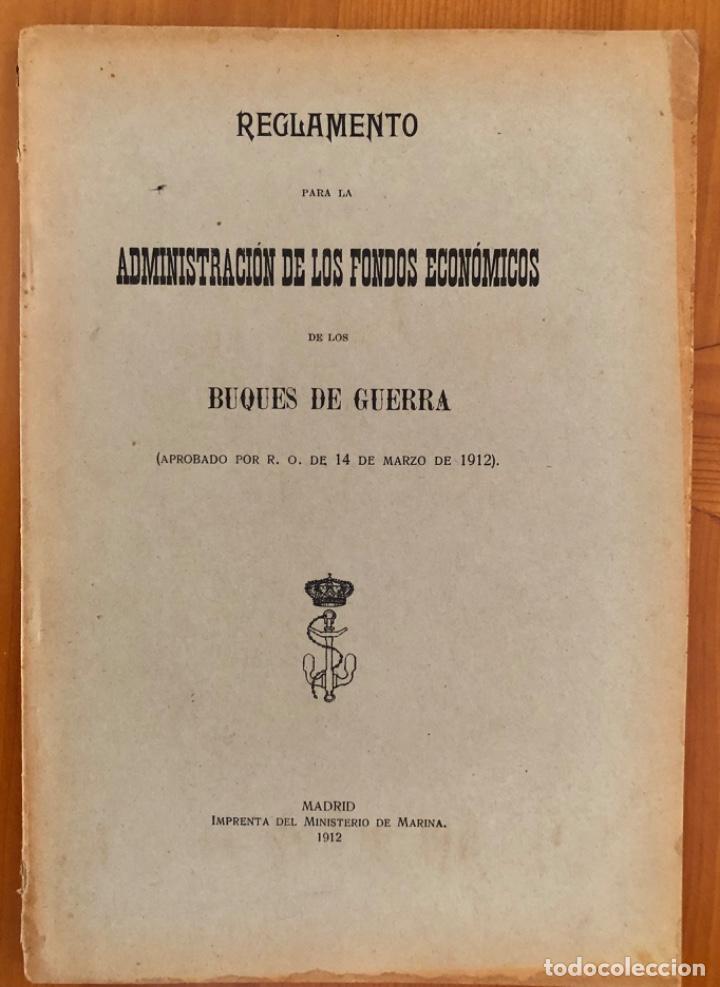 REGLAMENTO
PARA LA
ADMINISTRACIÓN DE LOS FONDOS ECONÓMICOS
DE LOS
BUQUES DE GUERRA
(APROBADO POR R. O. DE 14 DE MARZO DE 1912).
MADRID
IMPRENTA DEL MINISTERIO DE MARINA.
1912
todocoleccion